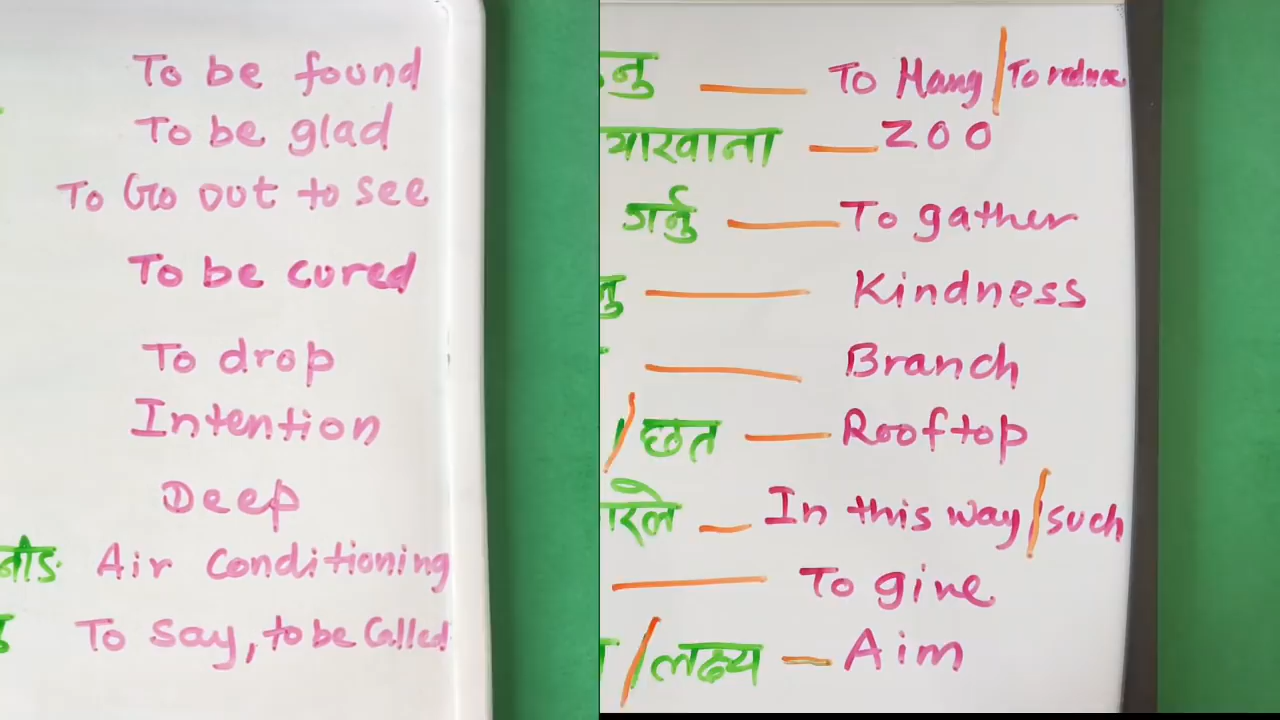 To be found
To be glad
To Go out to see
To be cured
To drop
Intention
Deep
Air Conditioning
To say, to be Called
To Hang / To reduce
ZOO
गर्नु — To gather
Kindness
Branch
/ छत — Rooftop
In this way / such
To give
/ लक्ष्य — Aim